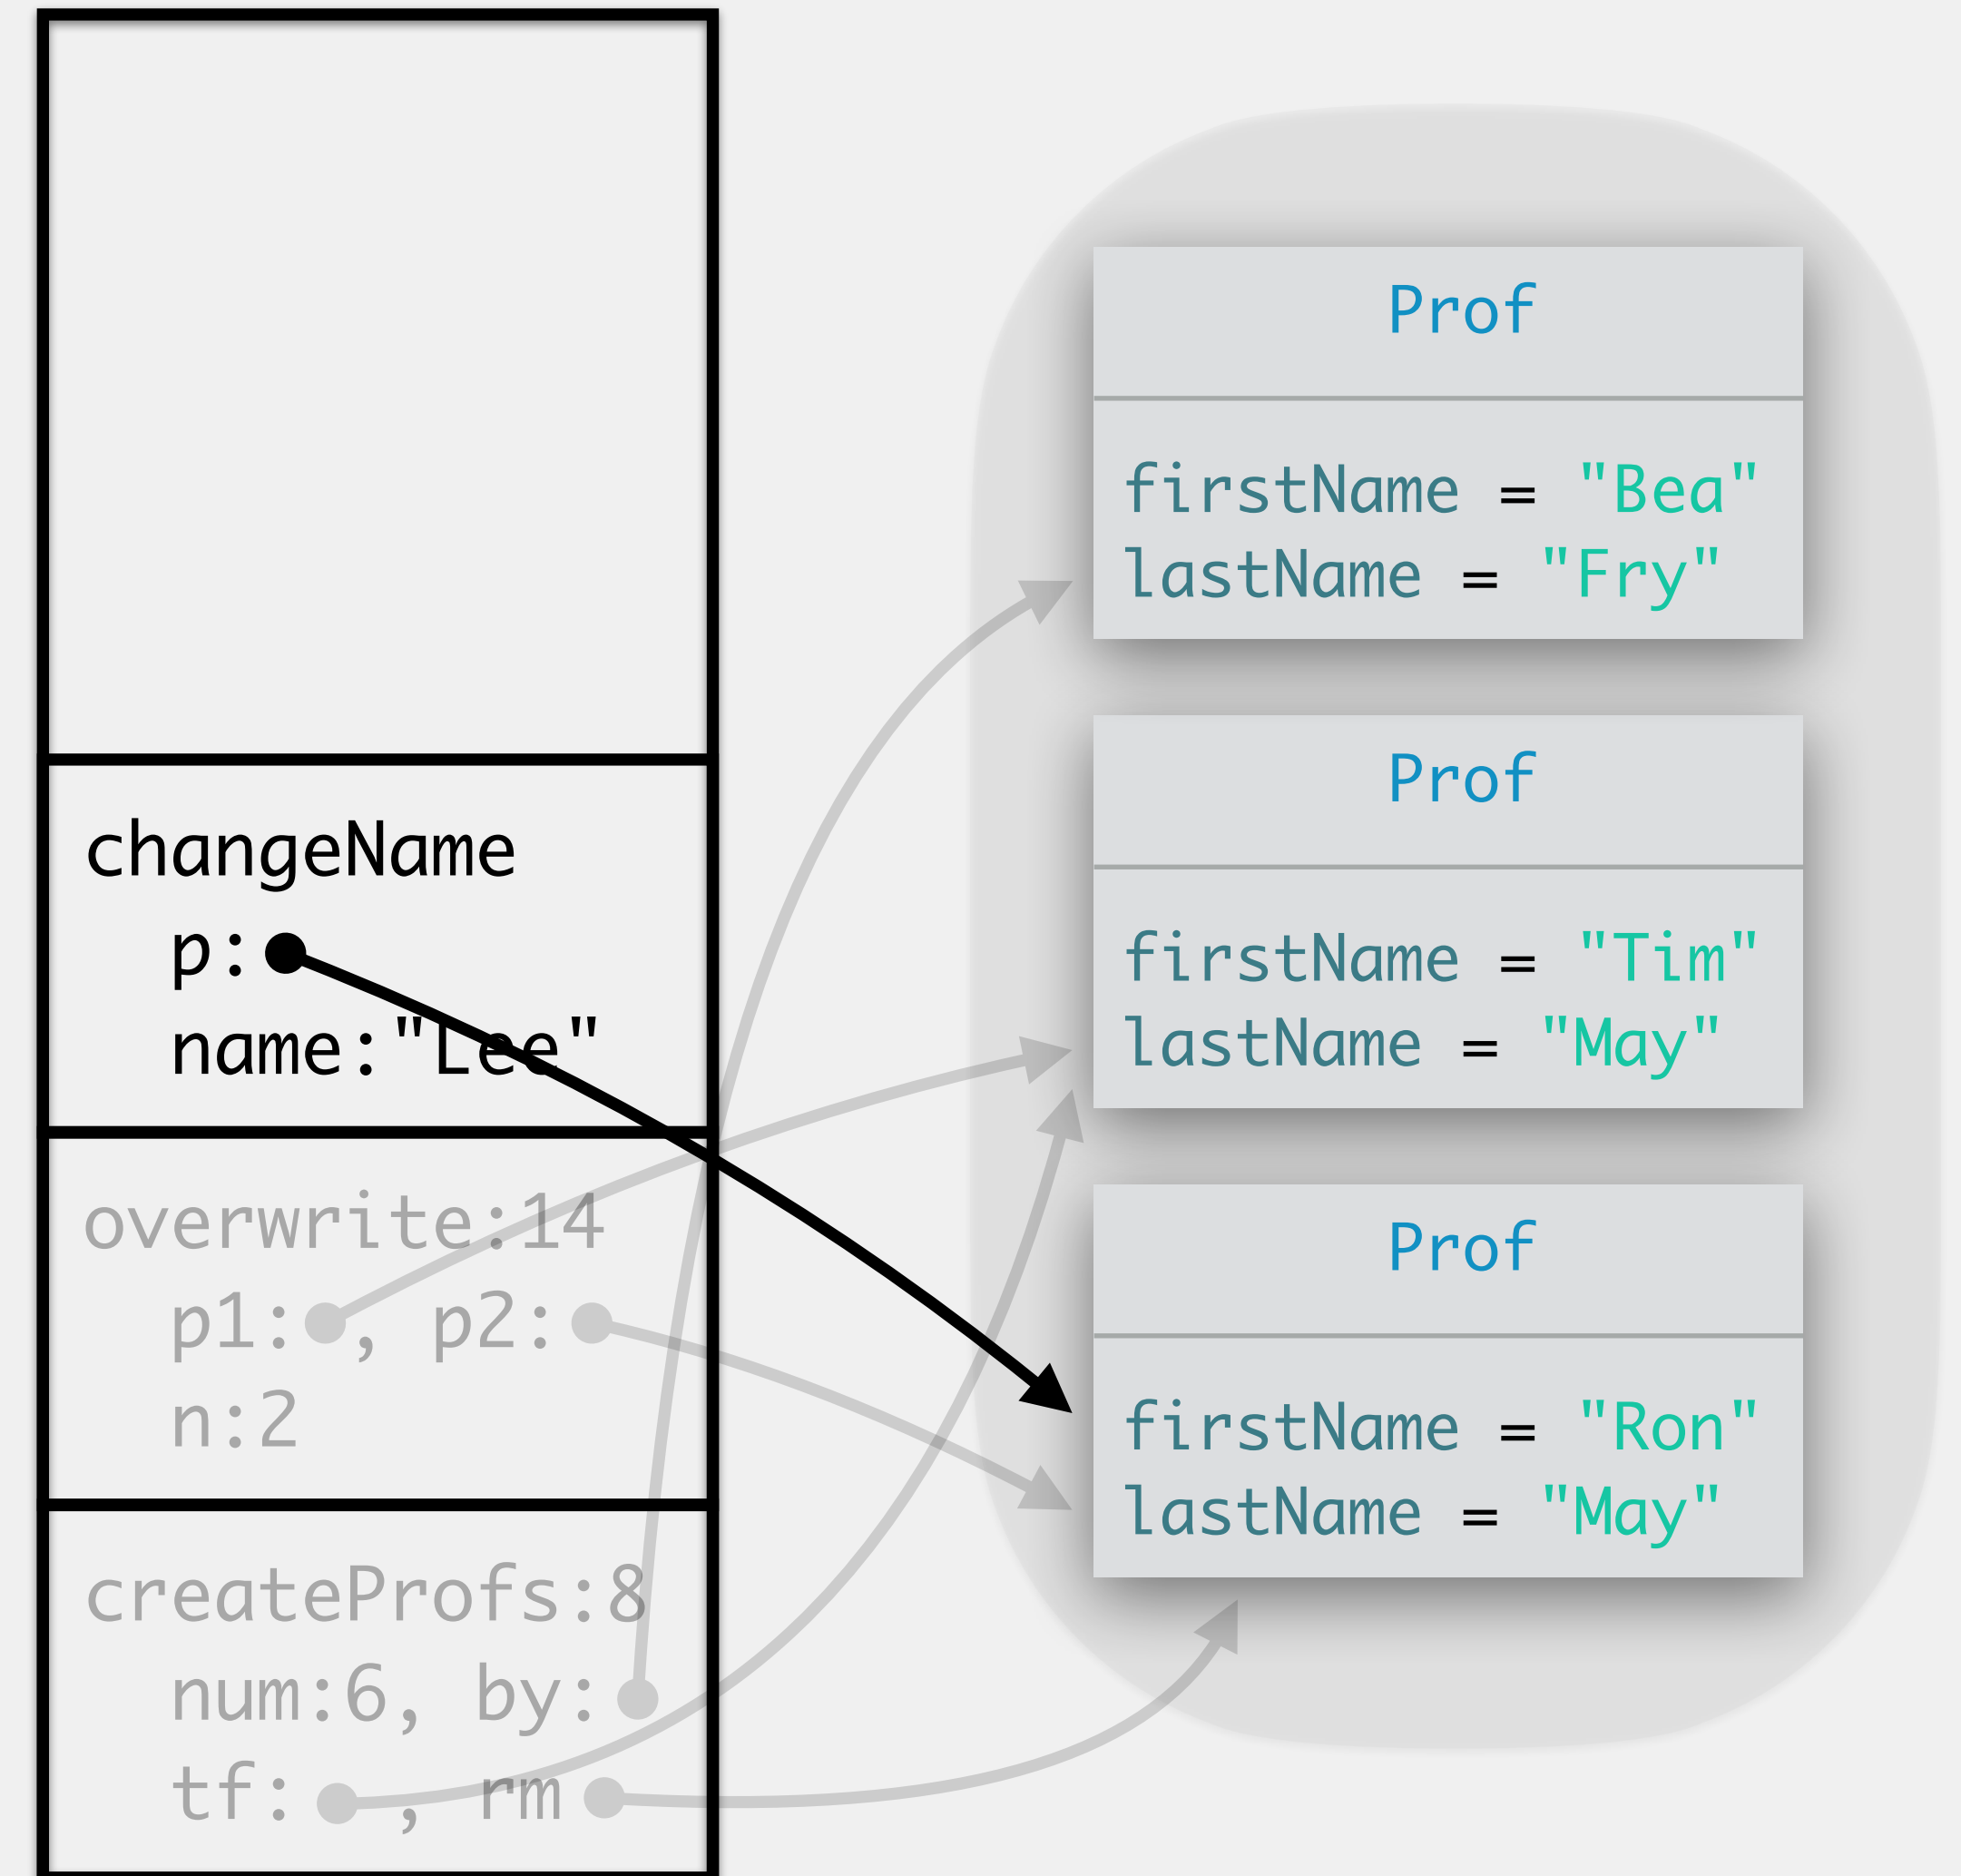 changeName
p:
name:"Lee"
overwrite:14
p1: , p2:
n:2
createProfs:8
num:6, by:
tf: , rm
Prof
firstName = "Bea"
lastName = "Fry"
Prof
firstName = "Tim"
lastName = "May"
Prof
firstName = "Ron"
lastName = "May"